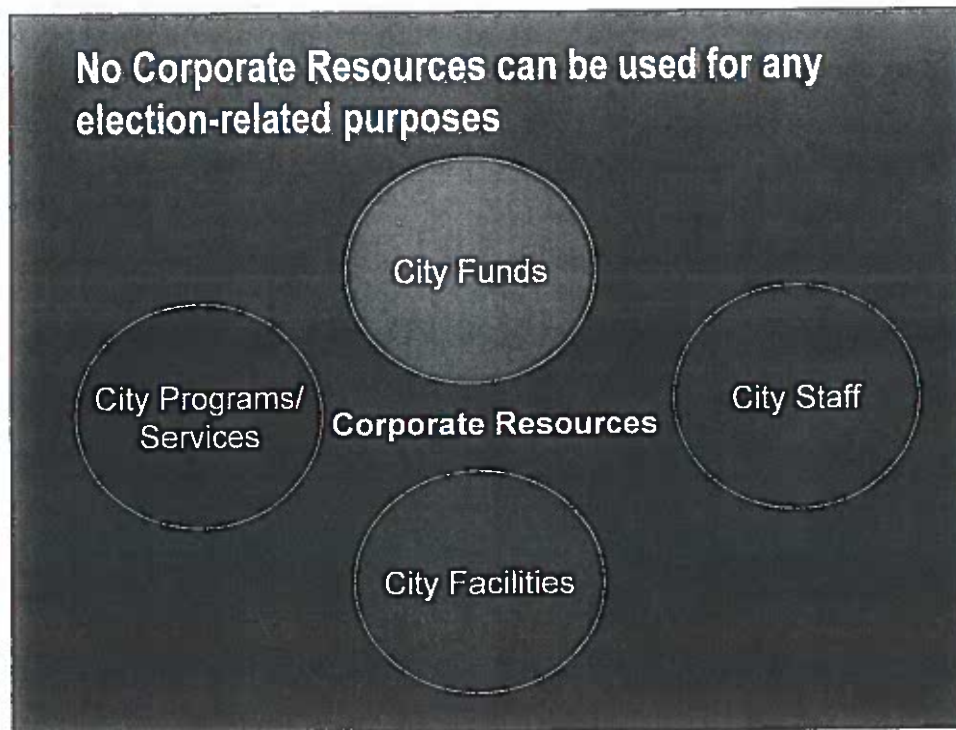 No Corporate Resources can be used for any
election-related purposes
City Funds
City Programs/
Services
Corporate Resources
City Staff
City Facilities